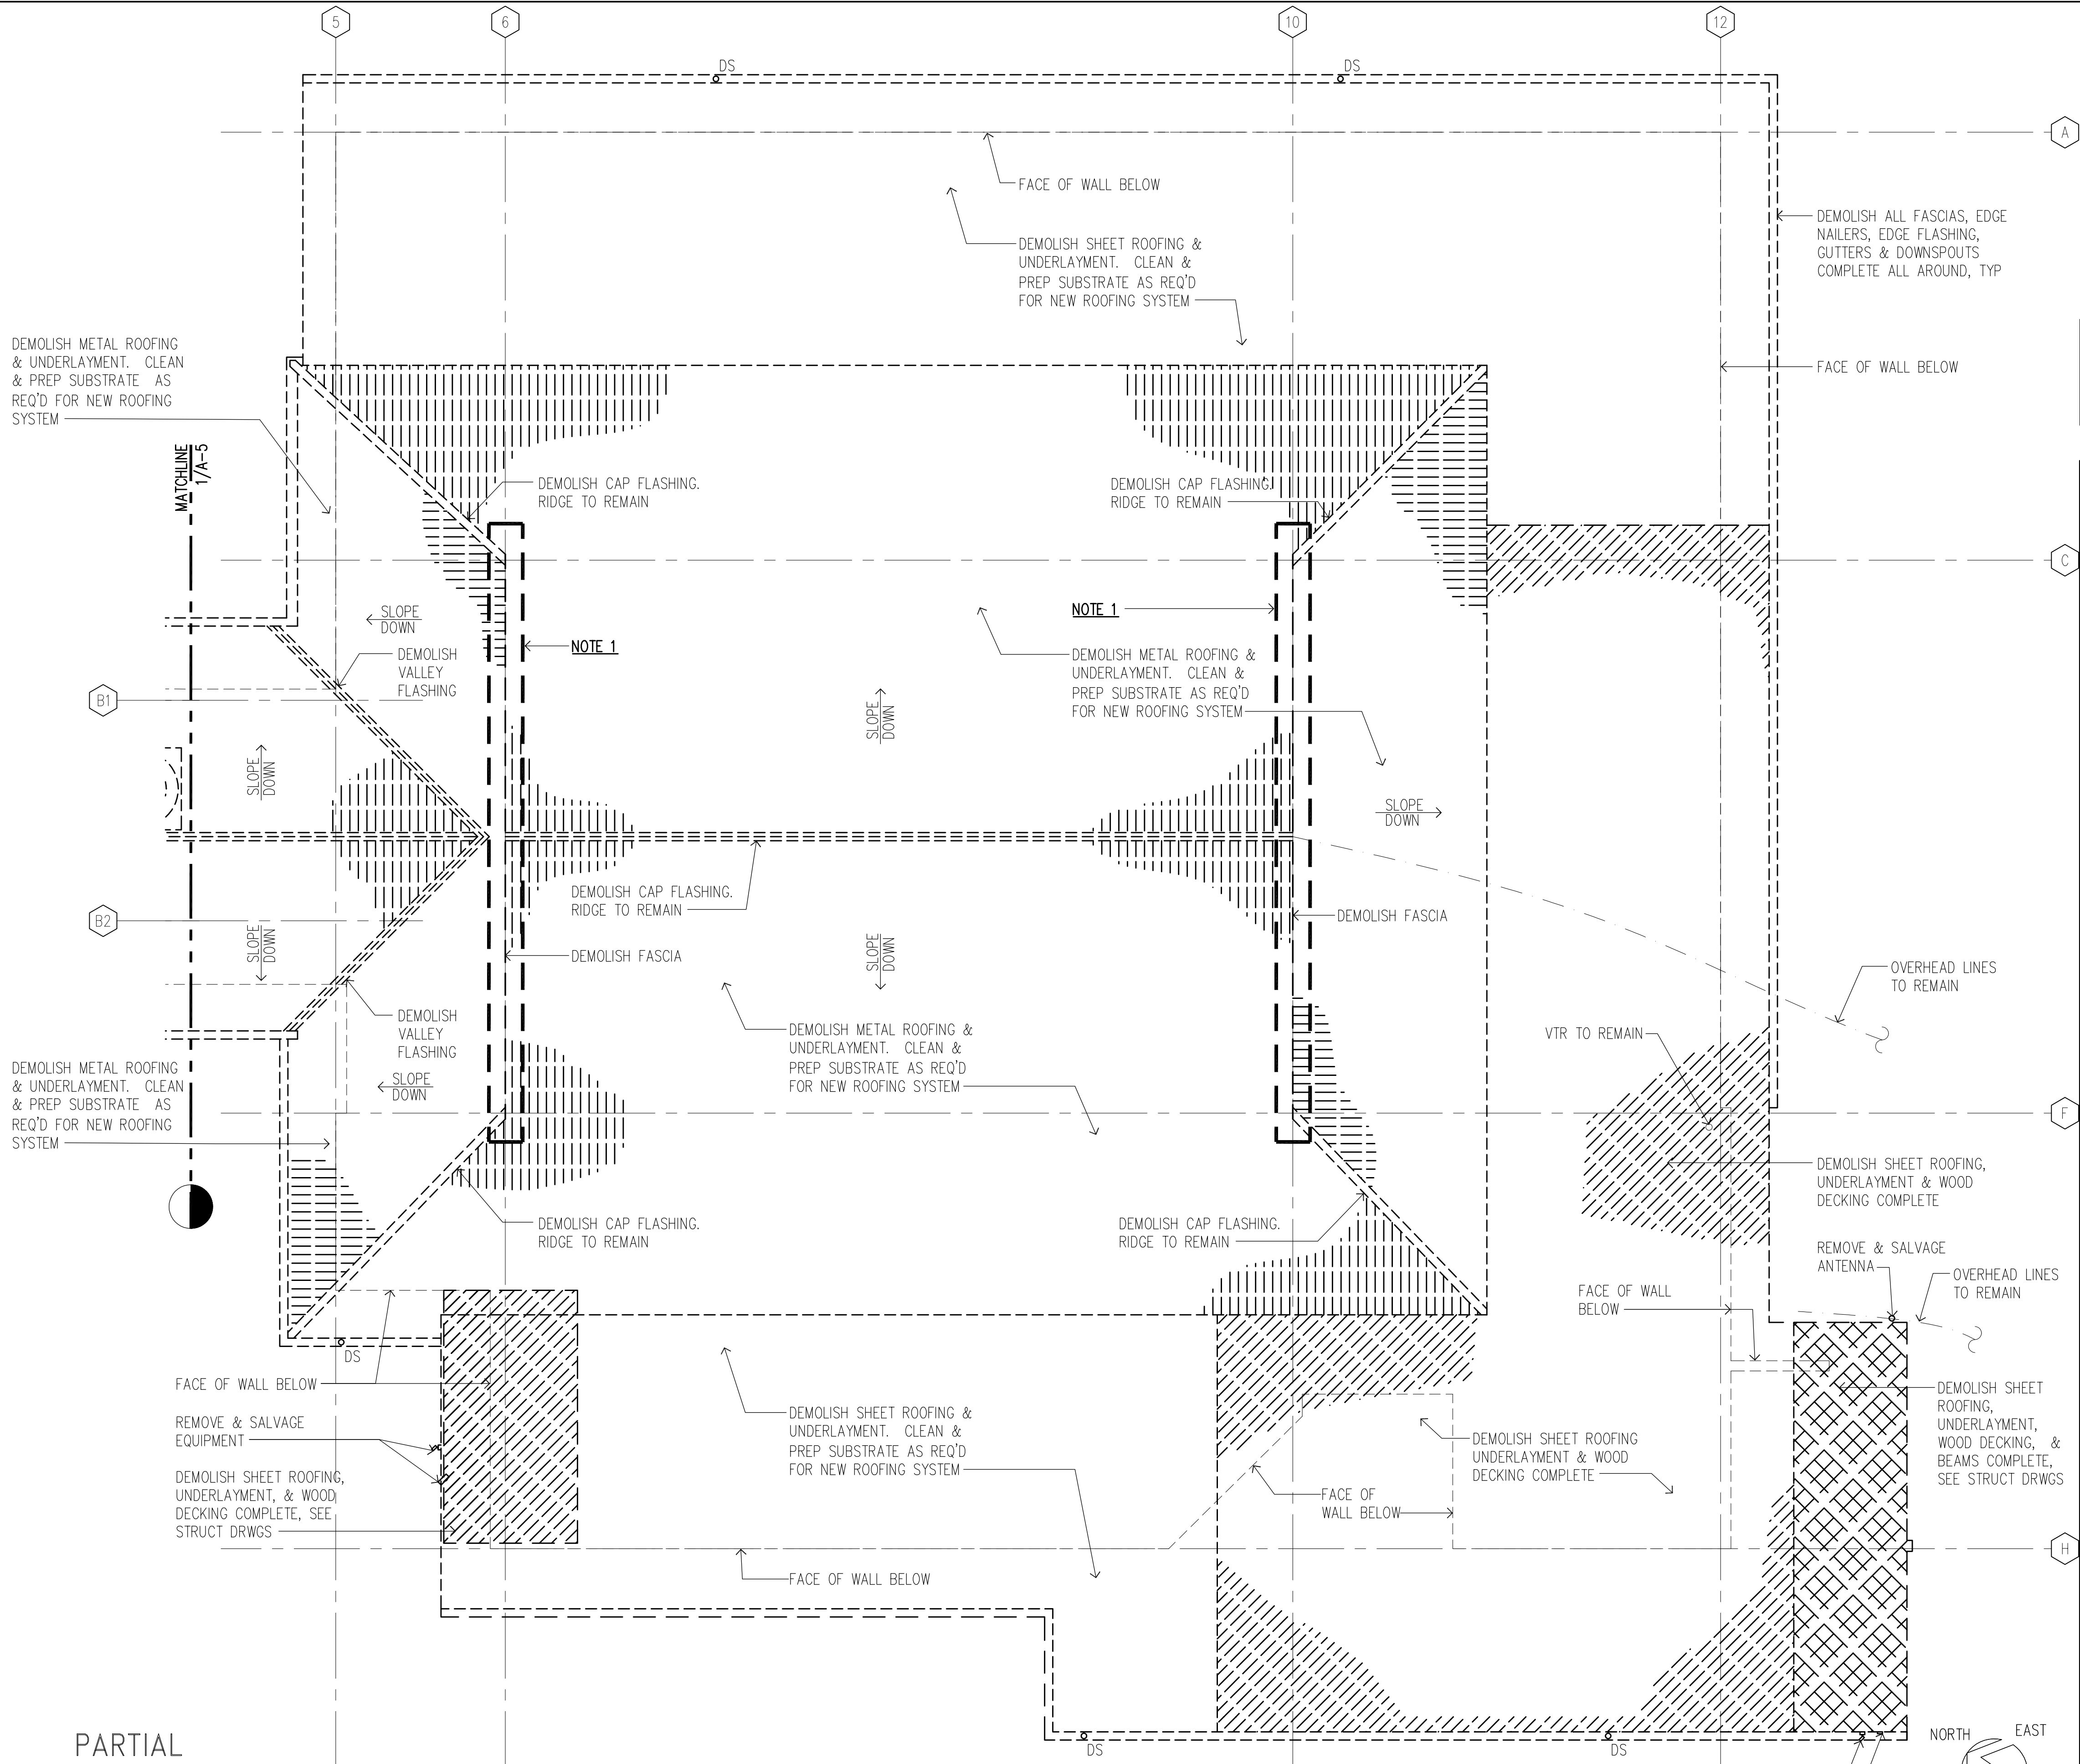 5
6
10
12
DS
DS
A
FACE OF WALL BELOW
DEMOLISH ALL FASCIAS, EDGE
NAILERS, EDGE FLASHING,
GUTTERS & DOWNSPOUTS
COMPLETE ALL AROUND, TYP
DEMOLISH SHEET ROOFING &
UNDERLAYMENT. CLEAN &
PREP SUBSTRATE AS REQ'D
FOR NEW ROOFING SYSTEM
DEMOLISH METAL ROOFING
& UNDERLAYMENT. CLEAN
& PREP SUBSTRATE AS
REQ'D FOR NEW ROOFING
SYSTEM
FACE OF WALL BELOW
MATCHLINE
1/A-5
DEMOLISH CAP FLASHING.
RIDGE TO REMAIN
DEMOLISH CAP FLASHING.
RIDGE TO REMAIN
C
SLOPE
DOWN
NOTE 1
NOTE 1
DEMOLISH
VALLEY
FLASHING
DEMOLISH METAL ROOFING &
UNDERLAYMENT. CLEAN &
PREP SUBSTRATE AS REQ'D
FOR NEW ROOFING SYSTEM
B1
SLOPE
DOWN
SLOPE
DOWN
SLOPE
DOWN
DEMOLISH CAP FLASHING.
RIDGE TO REMAIN
B2
DEMOLISH FASCIA
SLOPE
DOWN
SLOPE
DOWN
DEMOLISH FASCIA
OVERHEAD LINES
TO REMAIN
DEMOLISH
VALLEY
FLASHING
DEMOLISH METAL ROOFING &
UNDERLAYMENT. CLEAN &
PREP SUBSTRATE AS REQ'D
FOR NEW ROOFING SYSTEM
VTR TO REMAIN
DEMOLISH METAL ROOFING
& UNDERLAYMENT. CLEAN
& PREP SUBSTRATE AS
REQ'D FOR NEW ROOFING
SYSTEM
SLOPE
DOWN
F
DEMOLISH SHEET ROOFING,
UNDERLAYMENT & WOOD
DECKING COMPLETE
DEMOLISH CAP FLASHING.
RIDGE TO REMAIN
DEMOLISH CAP FLASHING.
RIDGE TO REMAIN
REMOVE & SALVAGE
ANTENNA
OVERHEAD LINES
TO REMAIN
FACE OF WALL
BELOW
DS
FACE OF WALL BELOW
REMOVE & SALVAGE
EQUIPMENT
DEMOLISH SHEET ROOFING,
UNDERLAYMENT, & WOOD
DECKING COMPLETE, SEE
STRUCT DRWGS
DEMOLISH SHEET ROOFING &
UNDERLAYMENT. CLEAN &
PREP SUBSTRATE AS REQ'D
FOR NEW ROOFING SYSTEM
DEMOLISH SHEET ROOFING
UNDERLAYMENT & WOOD
DECKING COMPLETE
DEMOLISH SHEET
ROOFING,
UNDERLAYMENT,
WOOD DECKING, &
BEAMS COMPLETE,
SEE STRUCT DRWGS
FACE OF
WALL BELOW
H
FACE OF WALL BELOW
PARTIAL
DS
DS
NORTH
EAST